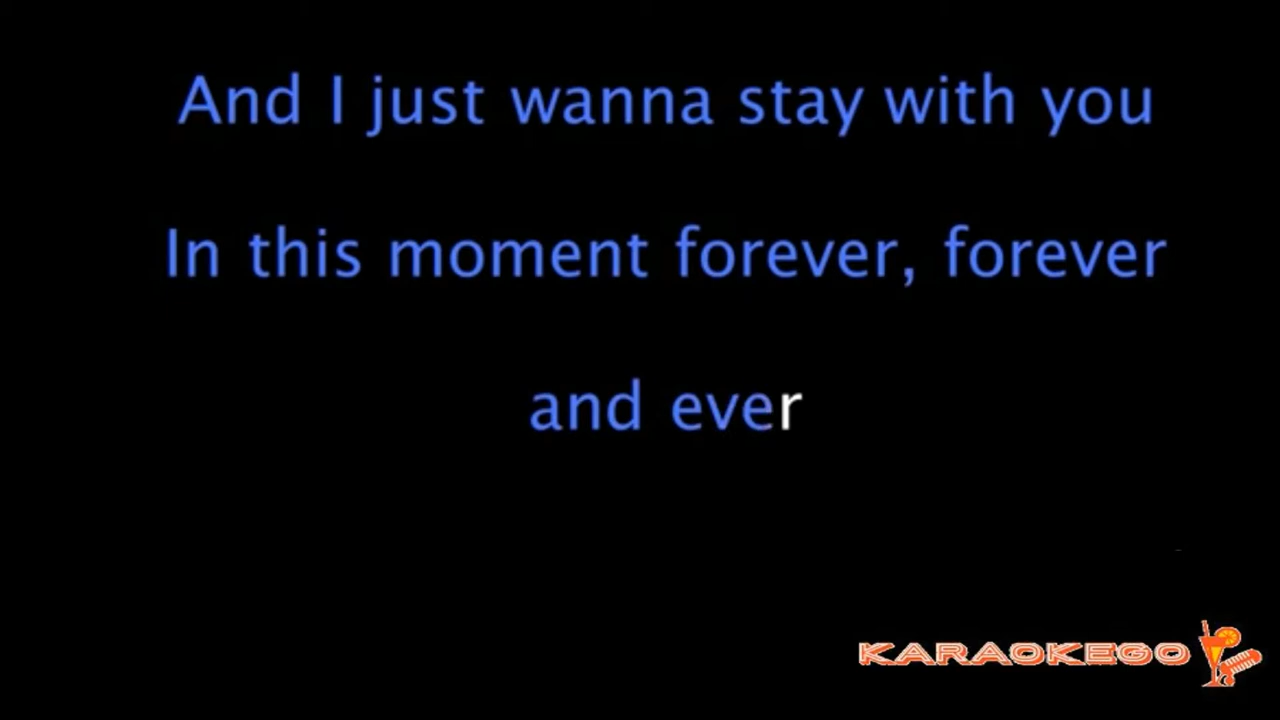 And I just wanna stay with you
In this moment forever, forever
and ever
KARAOKEGO